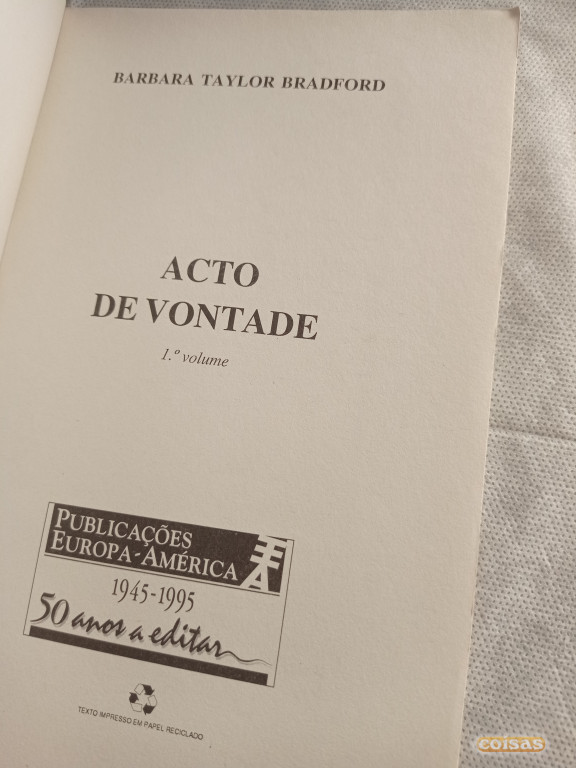 BARBARA TAYLOR BRADFORD
ACTO
DE VONTADE
1.º volume
PUBLICAÇÕES
EUROPA-AMÉRICA
1945-1995
50 anos a editar
TEXTO IMPRESSO EM PAPEL RECICLADO
coisas